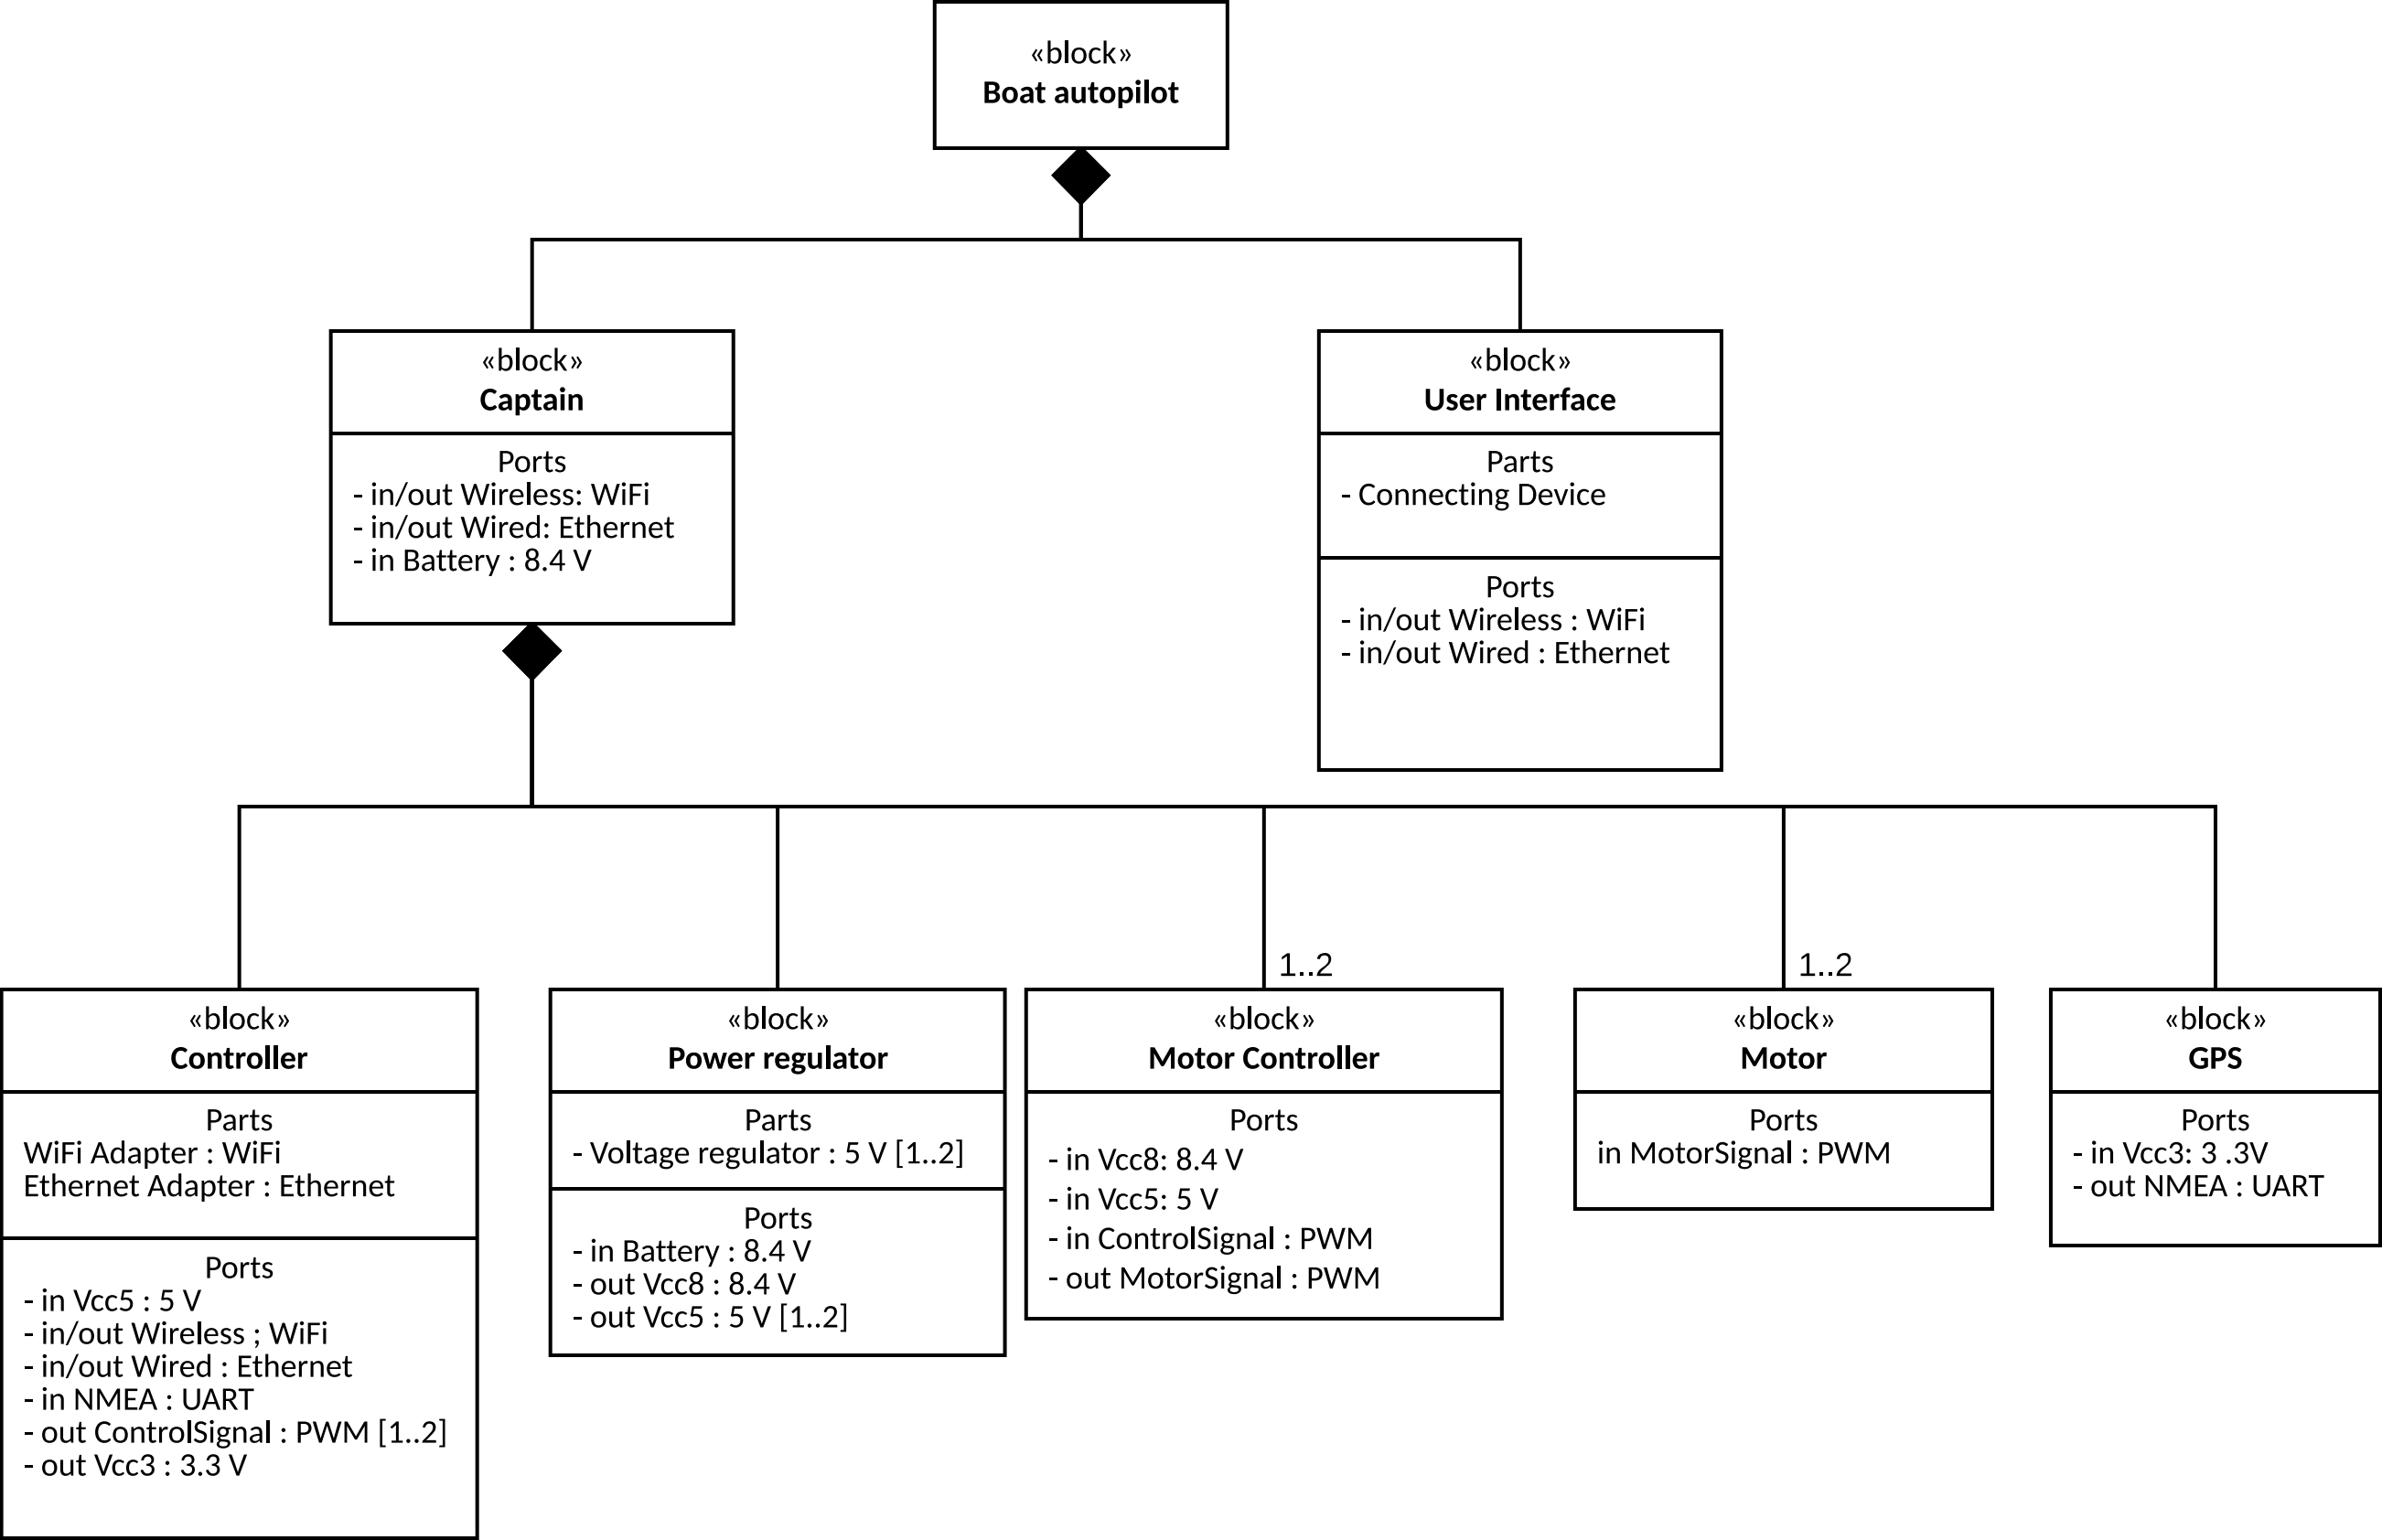 «block»
Boat autopilot
«block»
Captain
Ports
- in/out Wireless: WiFi
- in/out Wired: Ethernet
- in Battery : 8.4 V
«block»
User Interface
Parts
- Connecting Device
Ports
- in/out Wireless : WiFi
- in/out Wired : Ethernet
«block»
Controller
Parts
WiFi Adapter : WiFi
Ethernet Adapter : Ethernet
Ports
- in Vcc5 : 5 V
- in/out Wireless ; WiFi
- in/out Wired : Ethernet
- in NMEA : UART
- out ControlSignal : PWM [1..2]
- out Vcc3 : 3.3 V
«block»
Power regulator
Parts
- Voltage regulator : 5 V [1..2]
Ports
- in Battery : 8.4 V
- out Vcc8 : 8.4 V
- out Vcc5 : 5 V [1..2]
1..2
«block»
Motor Controller
Ports
- in Vcc8: 8.4 V
- in Vcc5: 5 V
- in ControlSignal : PWM
- out MotorSignal : PWM
1..2
«block»
Motor
Ports
in MotorSignal : PWM
«block»
GPS
Ports
- in Vcc3: 3 .3V
- out NMEA : UART